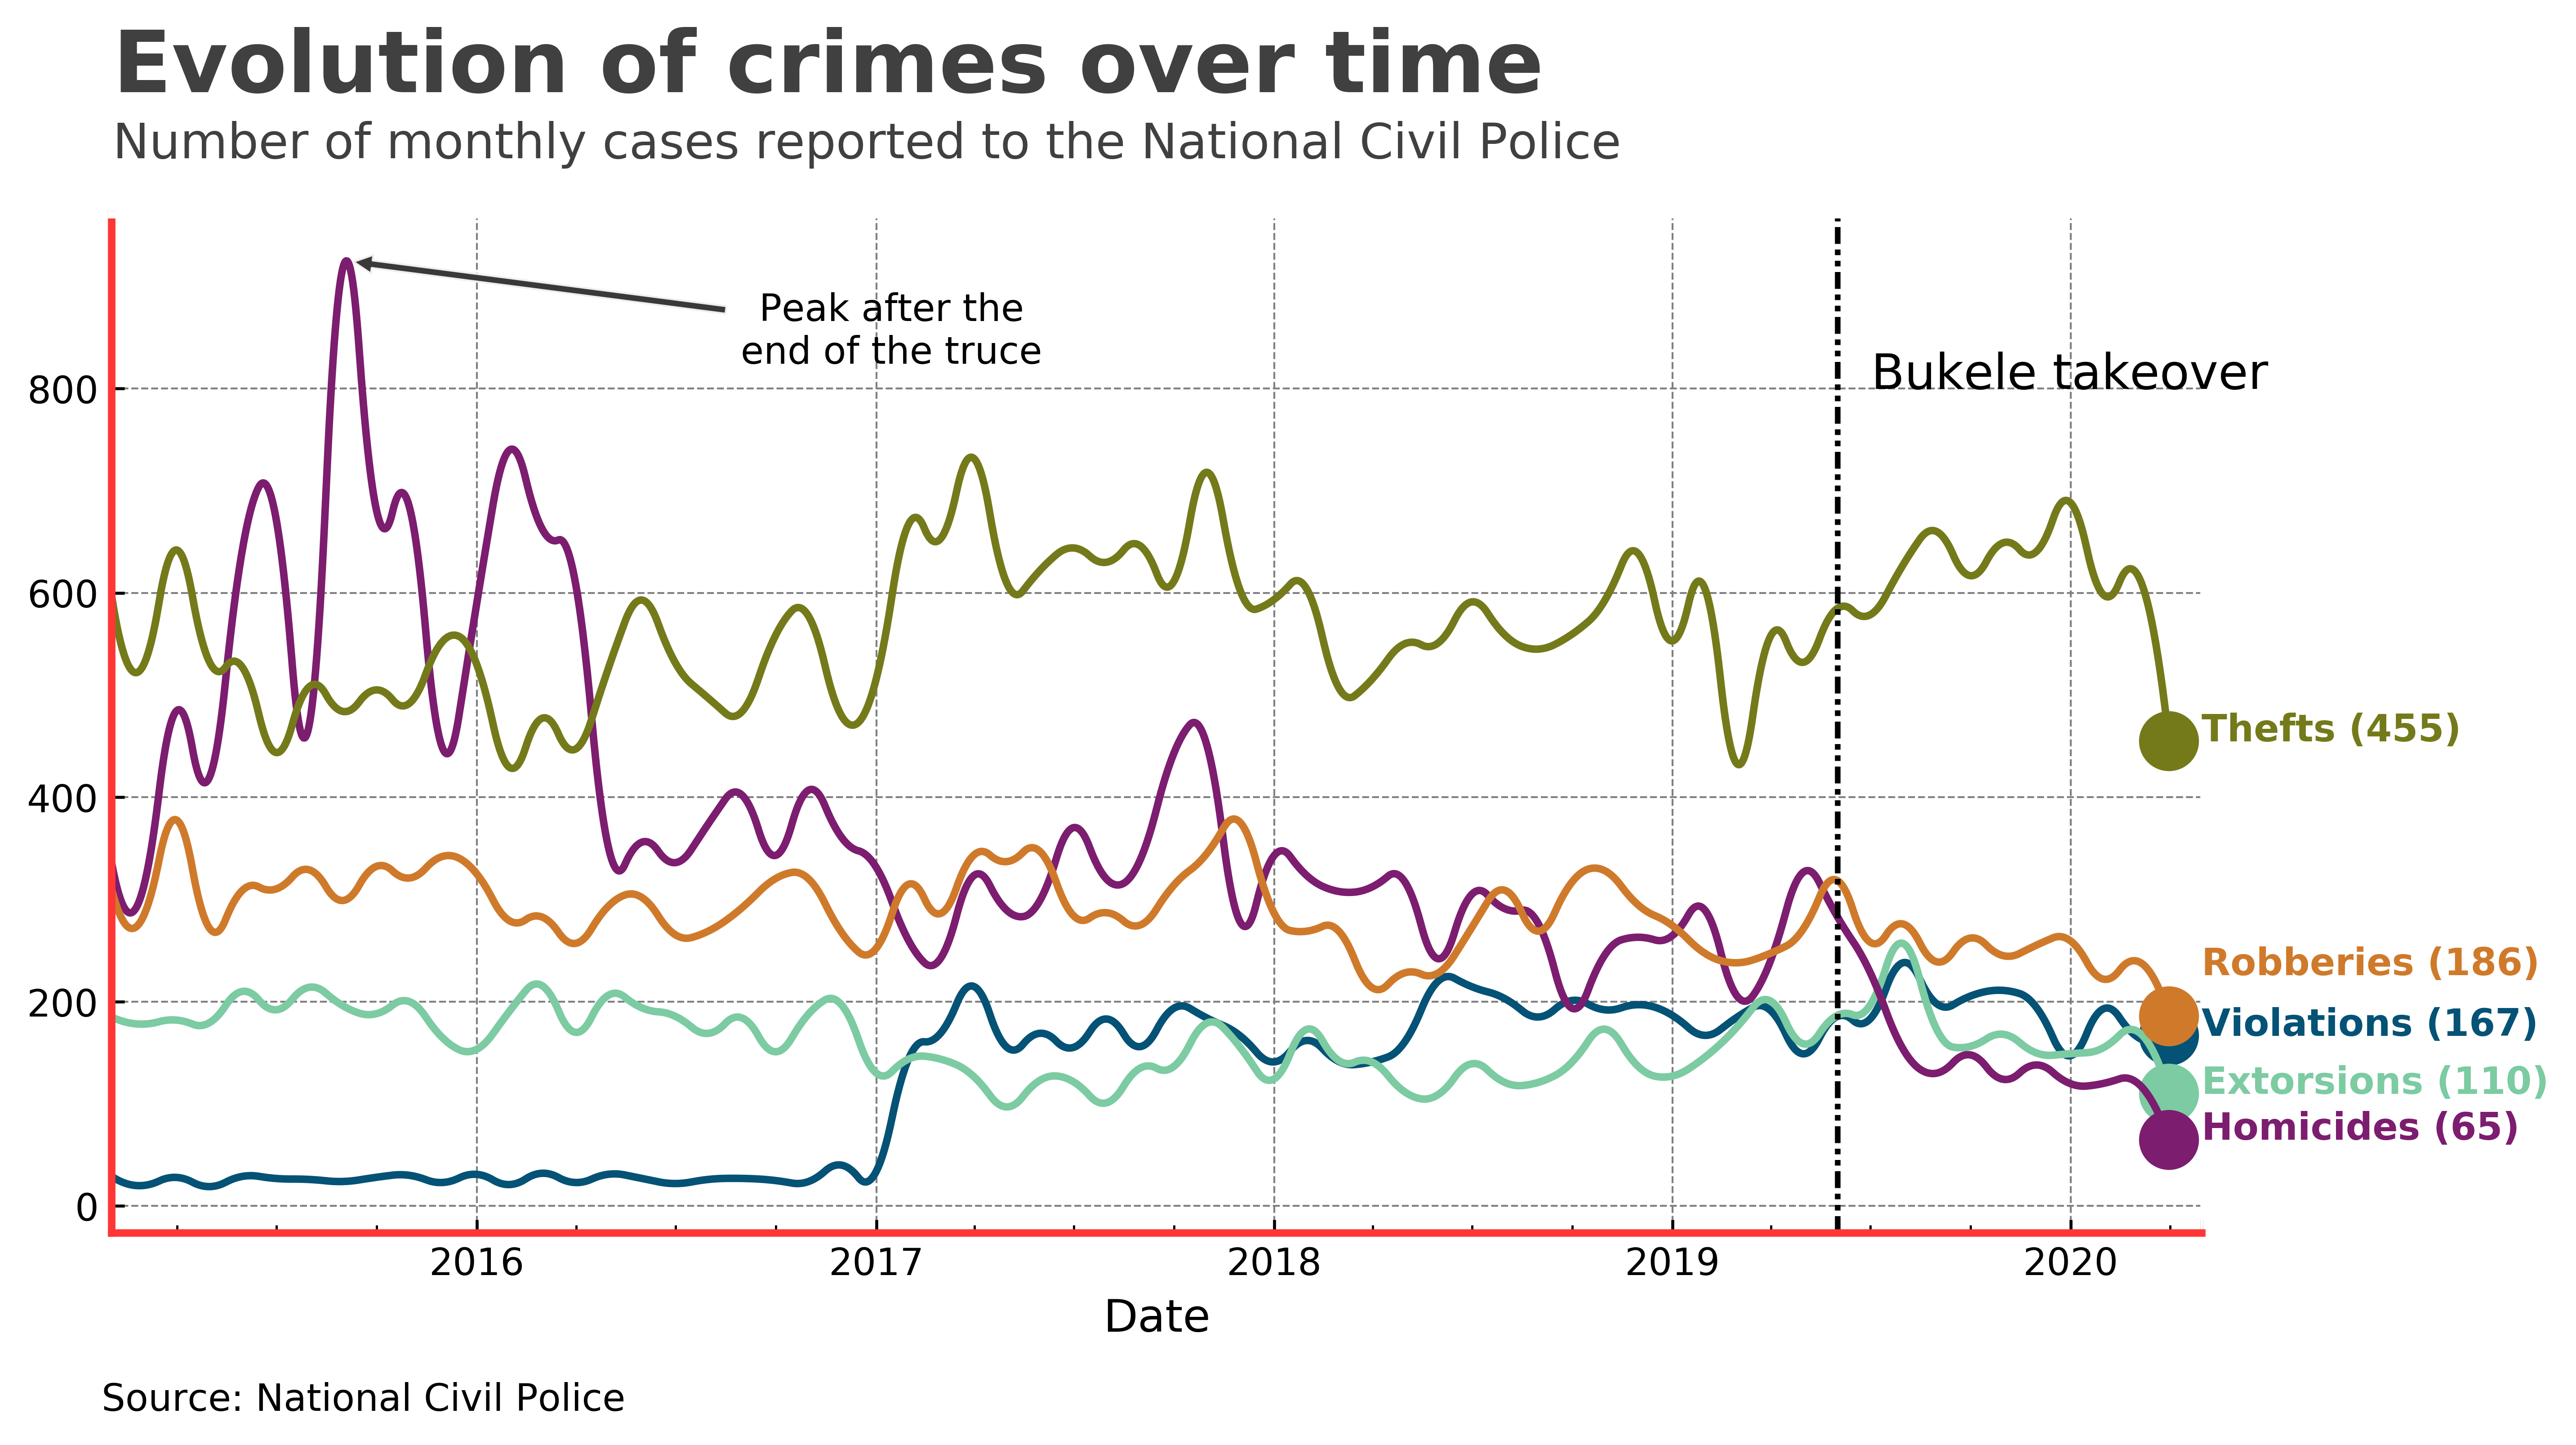 Evolution of crimes over time
Number of monthly cases reported to the National Civil Police
Peak after the
end of the truce
Bukele takeover
800
600
400
200
0
Thefts (455)
Robberies (186)
Violations (167)
Extorsions (110)
Homicides (65)
2016
2017
2018
2019
2020
Date
Source: National Civil Police